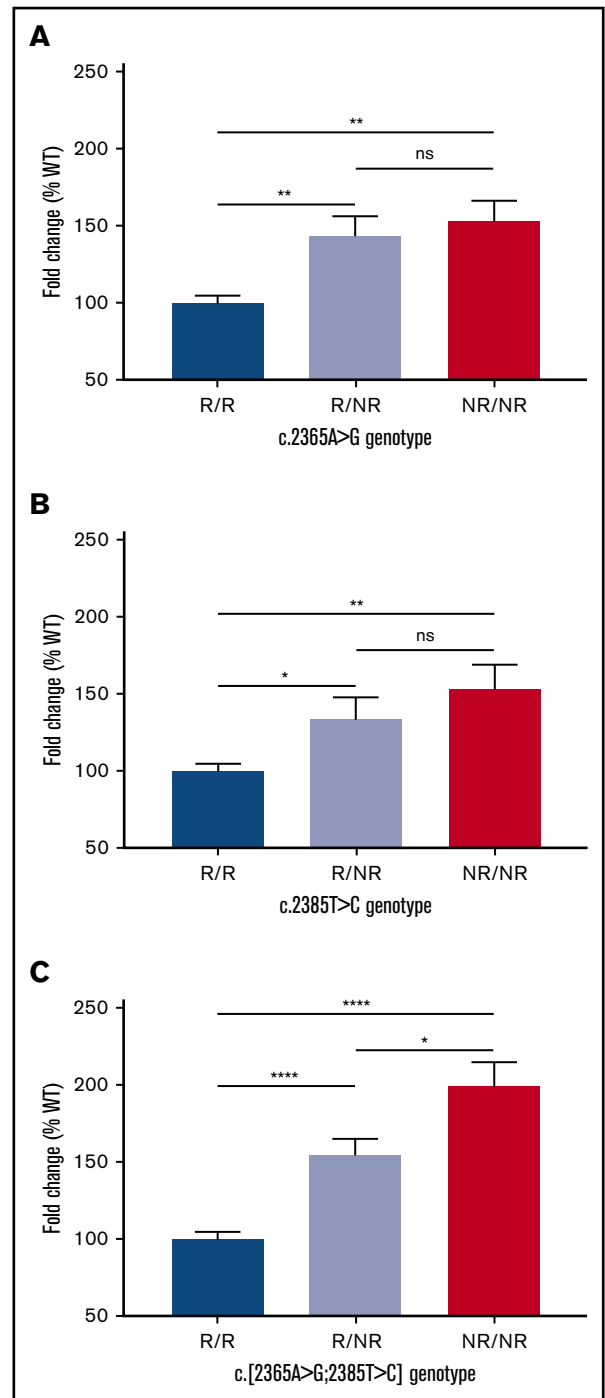 A
250
200
150
100
50
Fold change (% WT)
**
ns
**
R/R R/NR NR/NR
c.2365A>G genotype
B
250
200
150
100
50
Fold change (% WT)
**
ns
*
R/R R/NR NR/NR
c.2385T>C genotype
C
250
200
150
100
50
Fold change (% WT)
****
*
****
R/R R/NR NR/NR
c.[2365A>G;2385T>C] genotype